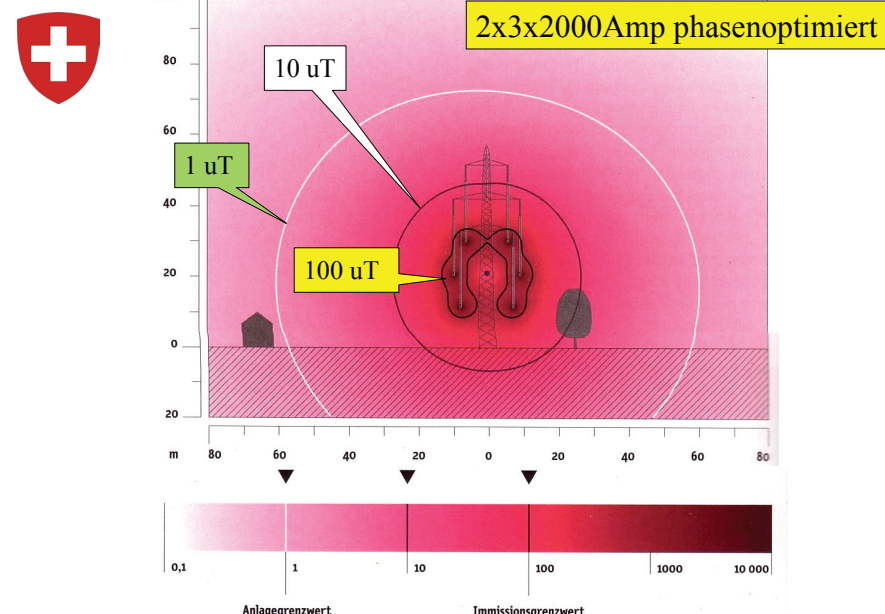 2x3x2000Amp phasenoptimiert
80
10 uT
60
1 uT
40
100 uT
20
0
20
m 80 60 40 20 0 20 40 60 80
0,1 1 10 100 1000 10 000
Anlagegrenzwert Immissionsgrenzwert